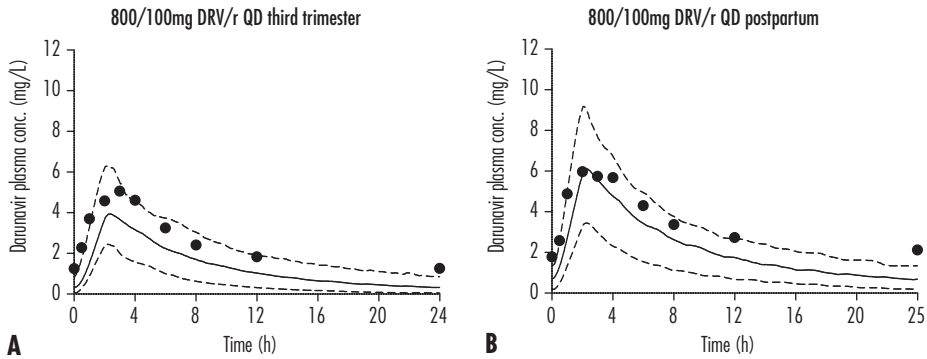 800/100mg DRV/r QD third trimester
12
10
8
6
4
2
0
Darunavir plasma conc. (mg/L)
0 4 8 12 16 20 24
Time (h)
A
800/100mg DRV/r QD postpartum
12
10
8
6
4
2
0
Darunavir plasma conc. (mg/L)
0 4 8 12 16 20 25
Time (h)
B